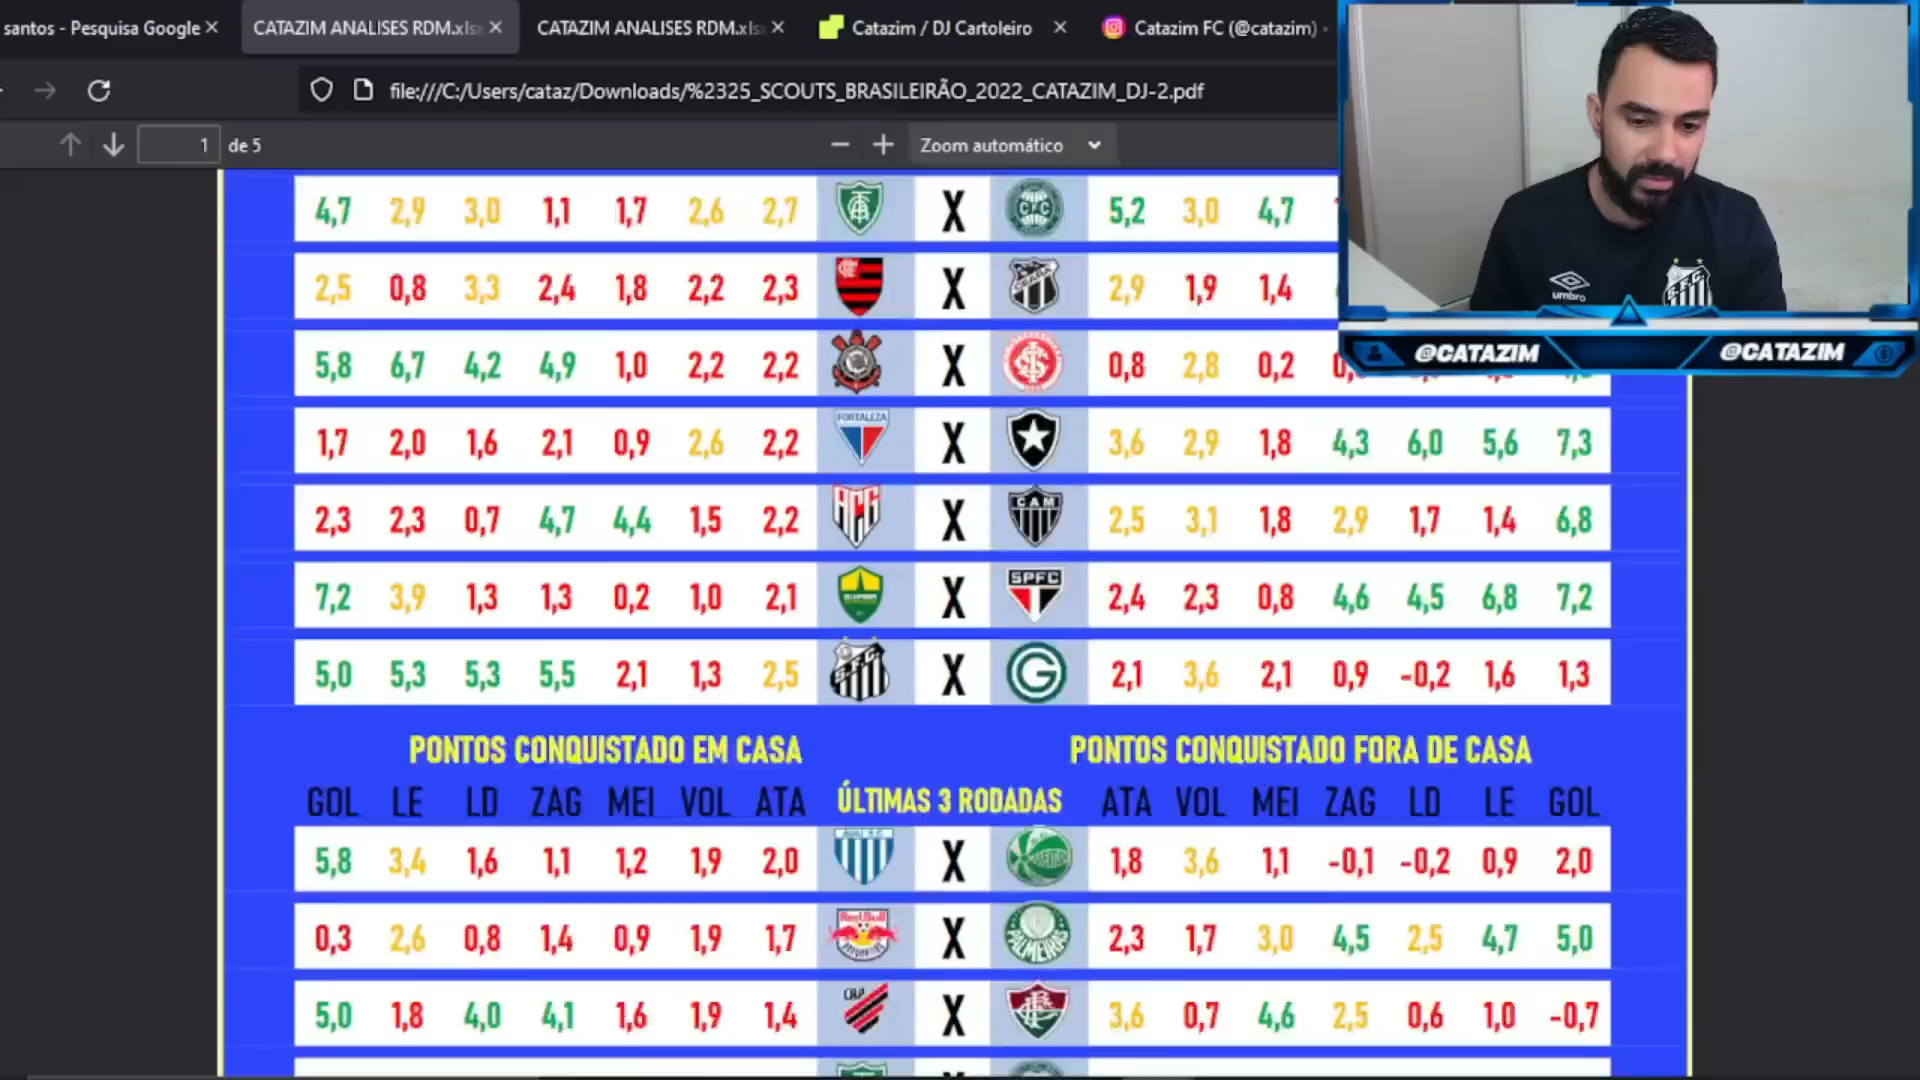 santos - Pesquisa Google × CATAZIM ANALISES RDM.xls × CATAZIM ANALISES RDM.xls × Catazim / DJ Cartoleiro × Catazim FC (@catazim) -
file:///C:/Users/cataz/Downloads/%2325_SCOUTS_BRASILEIRÃO_2022_CATAZIM_DJ-2.pdf
1 de 5 Zoom automático
umbro
@CATAZIM @CATAZIM
4,7 2,9 3,0 1,1 1,7 2,6 2,7 X CFC 5,2 3,0 4,7
2,5 0,8 3,3 2,4 1,8 2,2 2,3 X CEARÁ 2,9 1,9 1,4
5,8 6,7 4,2 4,9 1,0 2,2 2,2 X 0,8 2,8 0,2
1,7 2,0 1,6 2,1 0,9 2,6 2,2 FORTALEZA X 3,6 2,9 1,8 4,3 6,0 5,6 7,3
2,3 2,3 0,7 4,7 4,4 1,5 2,2 ACG X CAM 2,5 3,1 1,8 2,9 1,7 1,4 6,8
7,2 3,9 1,3 1,3 0,2 1,0 2,1 X SPFC 2,4 2,3 0,8 4,6 4,5 6,8 7,2
5,0 5,3 5,3 5,5 2,1 1,3 2,5 X G 2,1 3,6 2,1 0,9 -0,2 1,6 1,3
PONTOS CONQUISTADO EM CASA PONTOS CONQUISTADO FORA DE CASA
GOL LE LD ZAG MEI VOL ATA ÚLTIMAS 3 RODADAS ATA VOL MEI ZAG LD LE GOL
5,8 3,4 1,6 1,1 1,2 1,9 2,0 X 1,8 3,6 1,1 -0,1 -0,2 0,9 2,0
0,3 2,6 0,8 1,4 0,9 1,9 1,7 Red Bull X PALMEIRAS 2,3 1,7 3,0 4,5 2,5 4,7 5,0
5,0 1,8 4,0 4,1 1,6 1,9 1,4 CAP X 3,6 0,7 4,6 2,5 0,6 1,0 -0,7